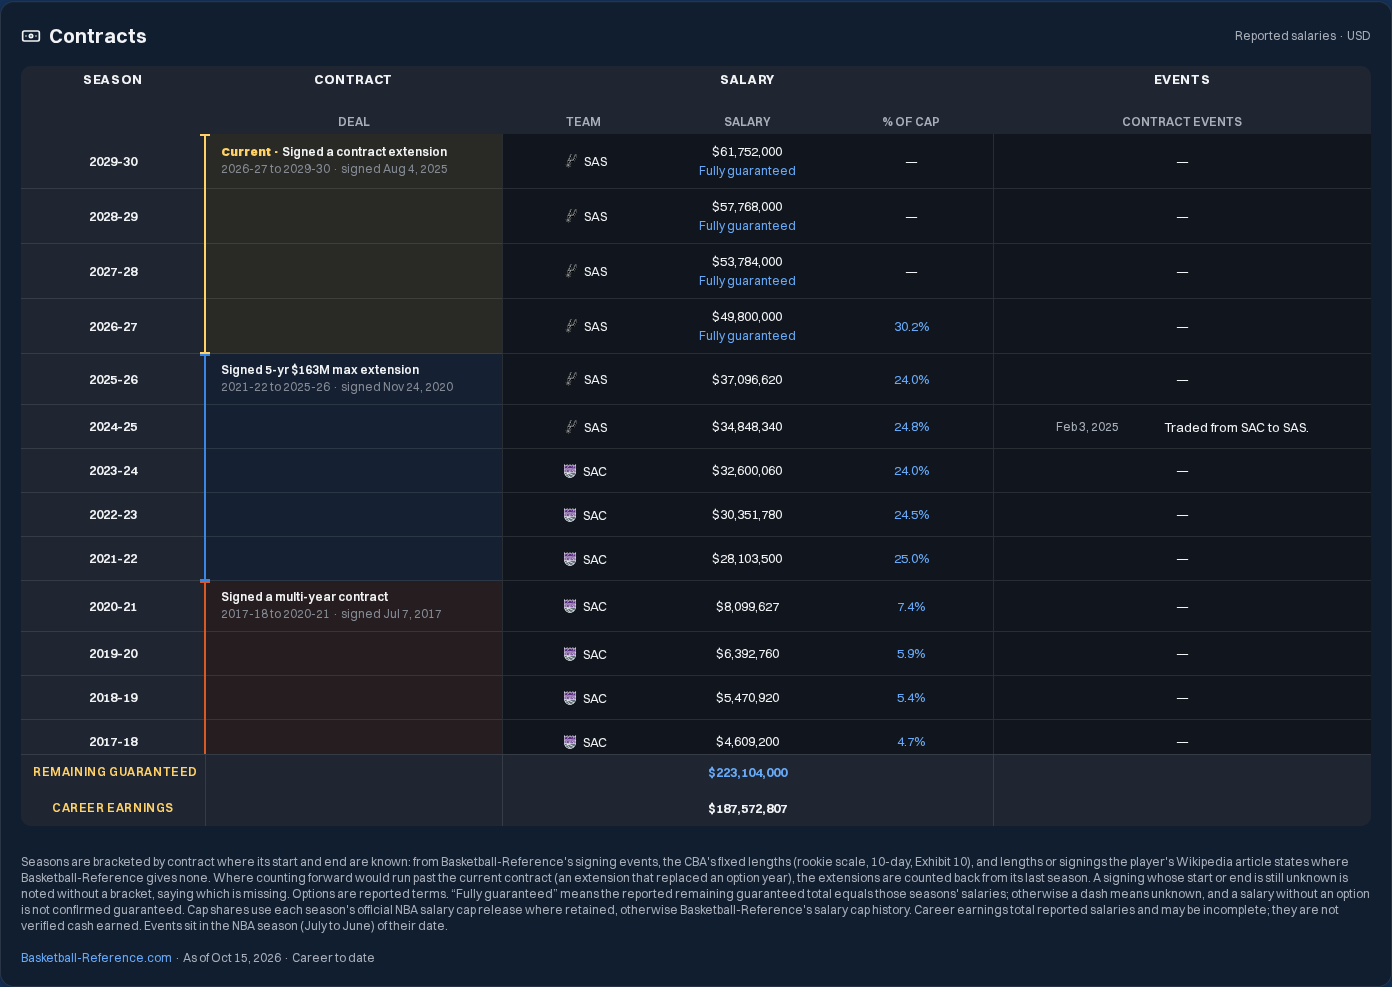 Contracts
Reported salaries · USD
SEASON CONTRACT SALARY EVENTS
DEAL TEAM SALARY % OF CAP CONTRACT EVENTS
2029-30 Current · Signed a contract extension 2026-27 to 2029-30 · signed Aug 4, 2025 SAS $61,752,000 Fully guaranteed — —
2028-29 SAS $57,768,000 Fully guaranteed — —
2027-28 SAS $53,784,000 Fully guaranteed — —
2026-27 SAS $49,800,000 Fully guaranteed 30.2% —
2025-26 Signed 5-yr $163M max extension 2021-22 to 2025-26 · signed Nov 24, 2020 SAS $37,096,620 24.0% —
2024-25 SAS $34,848,340 24.8% Feb 3, 2025 Traded from SAC to SAS.
2023-24 SAC $32,600,060 24.0% —
2022-23 SAC $30,351,780 24.5% —
2021-22 SAC $28,103,500 25.0% —
2020-21 Signed a multi-year contract 2017-18 to 2020-21 · signed Jul 7, 2017 SAC $8,099,627 7.4% —
2019-20 SAC $6,392,760 5.9% —
2018-19 SAC $5,470,920 5.4% —
2017-18 SAC $4,609,200 4.7% —
REMAINING GUARANTEED $223,104,000
CAREER EARNINGS $187,572,807
Seasons are bracketed by contract where its start and end are known: from Basketball-Reference's signing events, the CBA's fixed lengths (rookie scale, 10-day, Exhibit 10), and lengths or signings the player's Wikipedia article states where
Basketball-Reference gives none. Where counting forward would run past the current contract (an extension that replaced an option year), the extensions are counted back from its last season. A signing whose start or end is still unknown is
noted without a bracket, saying which is missing. Options are reported terms. “Fully guaranteed” means the reported remaining guaranteed total equals those seasons' salaries; otherwise a dash means unknown, and a salary without an option
is not confirmed guaranteed. Cap shares use each season's official NBA salary cap release where retained, otherwise Basketball-Reference's salary cap history. Career earnings total reported salaries and may be incomplete; they are not
verified cash earned. Events sit in the NBA season (July to June) of their date.
Basketball-Reference.com · As of Oct 15, 2026 · Career to date